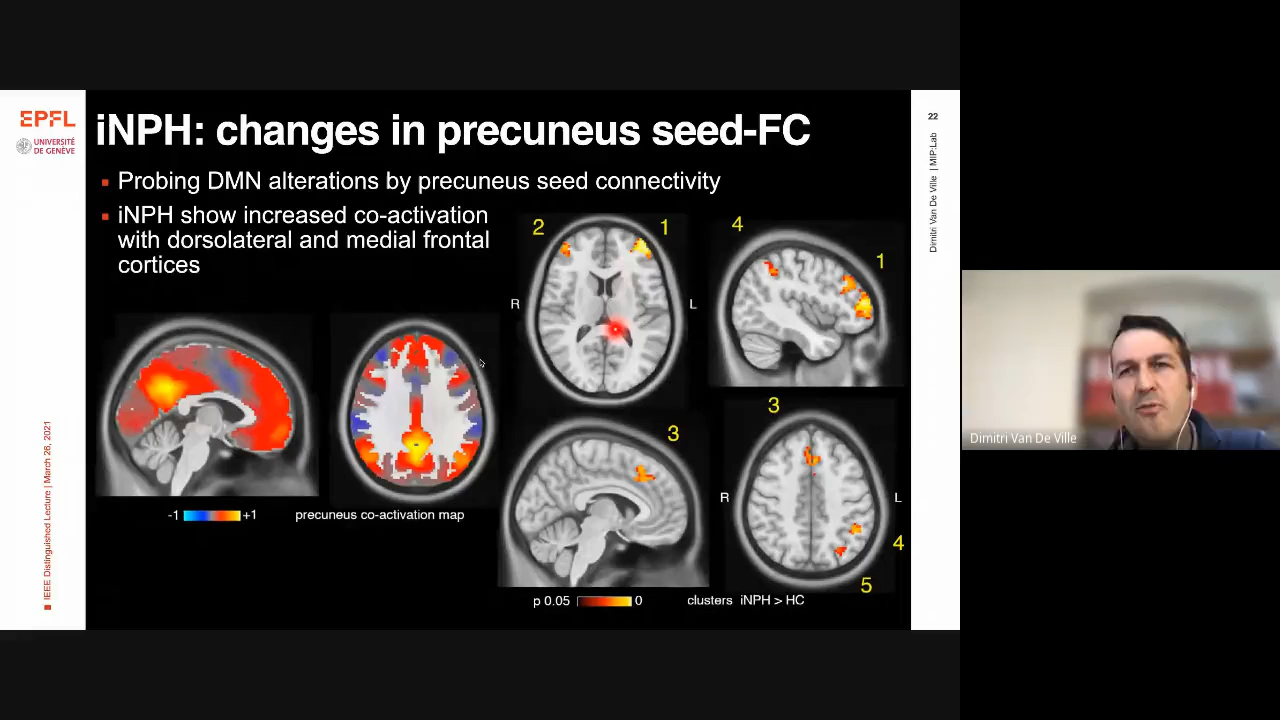 EPFL
UNIVERSITÉ
DE GENÈVE
iNPH: changes in precuneus seed-FC
Probing DMN alterations by precuneus seed connectivity
iNPH show increased co-activation
with dorsolateral and medial frontal
cortices
22
Dimitri Van De Ville | MIP:Lab
IEEE Distinguished Lecture | March 26, 2021
2
1
R
L
4
1
3
3
R
L
4
5
-1
+1
precuneus co-activation map
p 0.05
0
clusters iNPH > HC
Dimitri Van De Ville